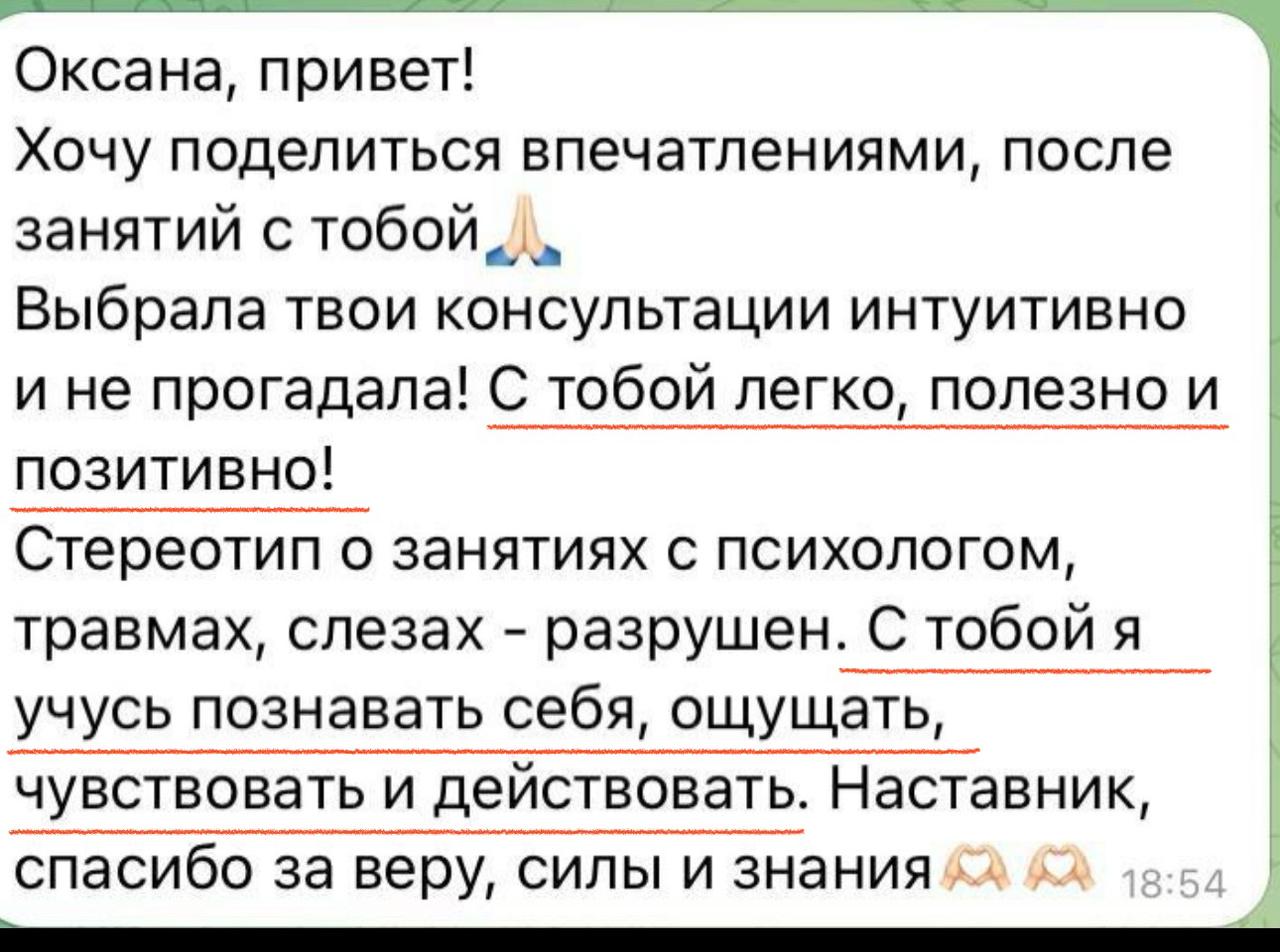 Оксана, привет!
Хочу поделиться впечатлениями, после
занятий с тобой🙏🏻
Выбрала твои консультации интуитивно
и не прогадала! С тобой легко, полезно и
позитивно!
Стереотип о занятиях с психологом,
травмах, слезах - разрушен. С тобой я
учусь познавать себя, ощущать,
чувствовать и действовать. Наставник,
спасибо за веру, силы и знания🫶🏻🫶🏻 18:54